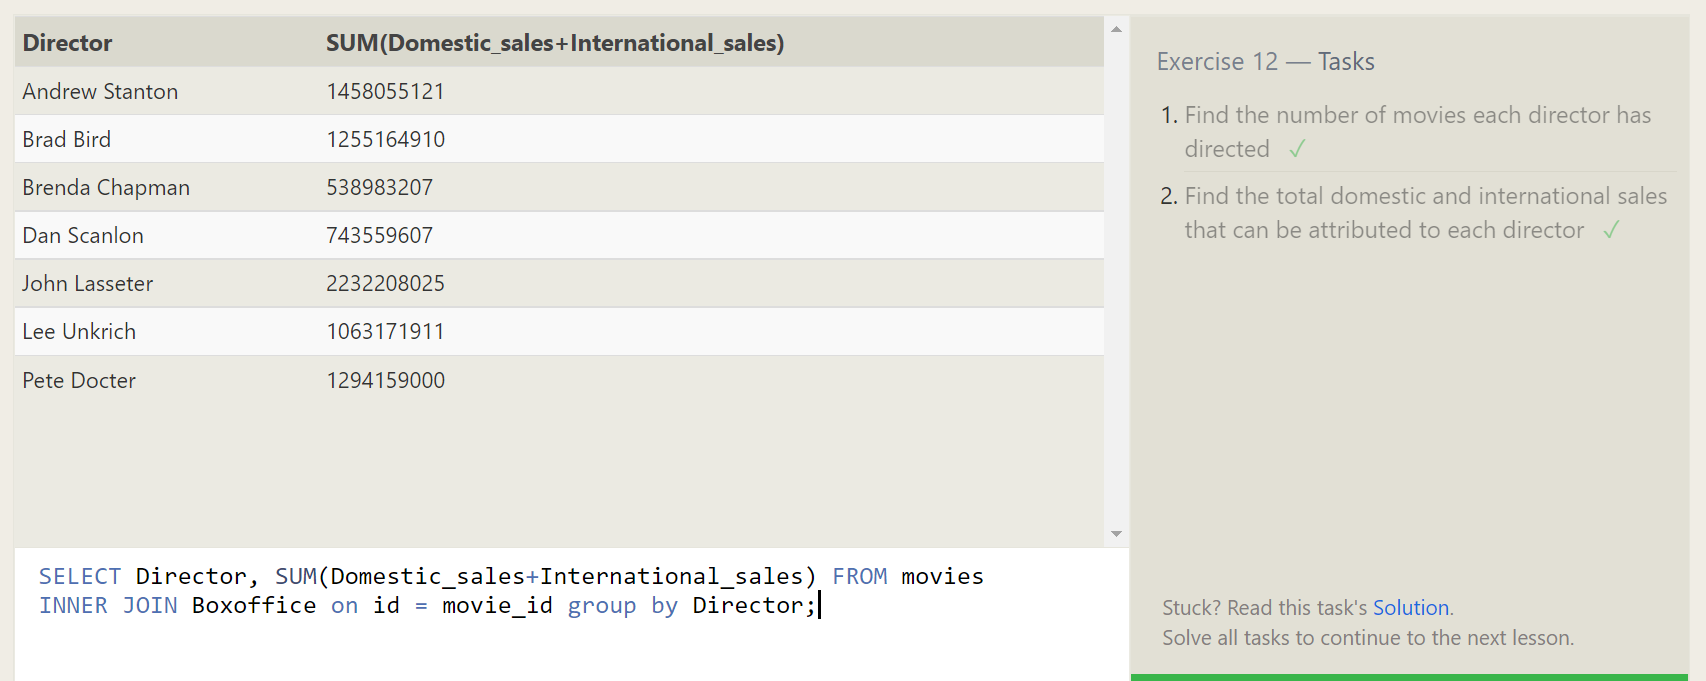 Director SUM(Domestic_sales+International_sales)
Andrew Stanton 1458055121
Brad Bird 1255164910
Brenda Chapman 538983207
Dan Scanlon 743559607
John Lasseter 2232208025
Lee Unkrich 1063171911
Pete Docter 1294159000
SELECT Director, SUM(Domestic_sales+International_sales) FROM movies
INNER JOIN Boxoffice on id = movie_id group by Director;
Exercise 12 — Tasks
1. Find the number of movies each director has
directed ✓
2. Find the total domestic and international sales
that can be attributed to each director ✓
Stuck? Read this task's Solution.
Solve all tasks to continue to the next lesson.